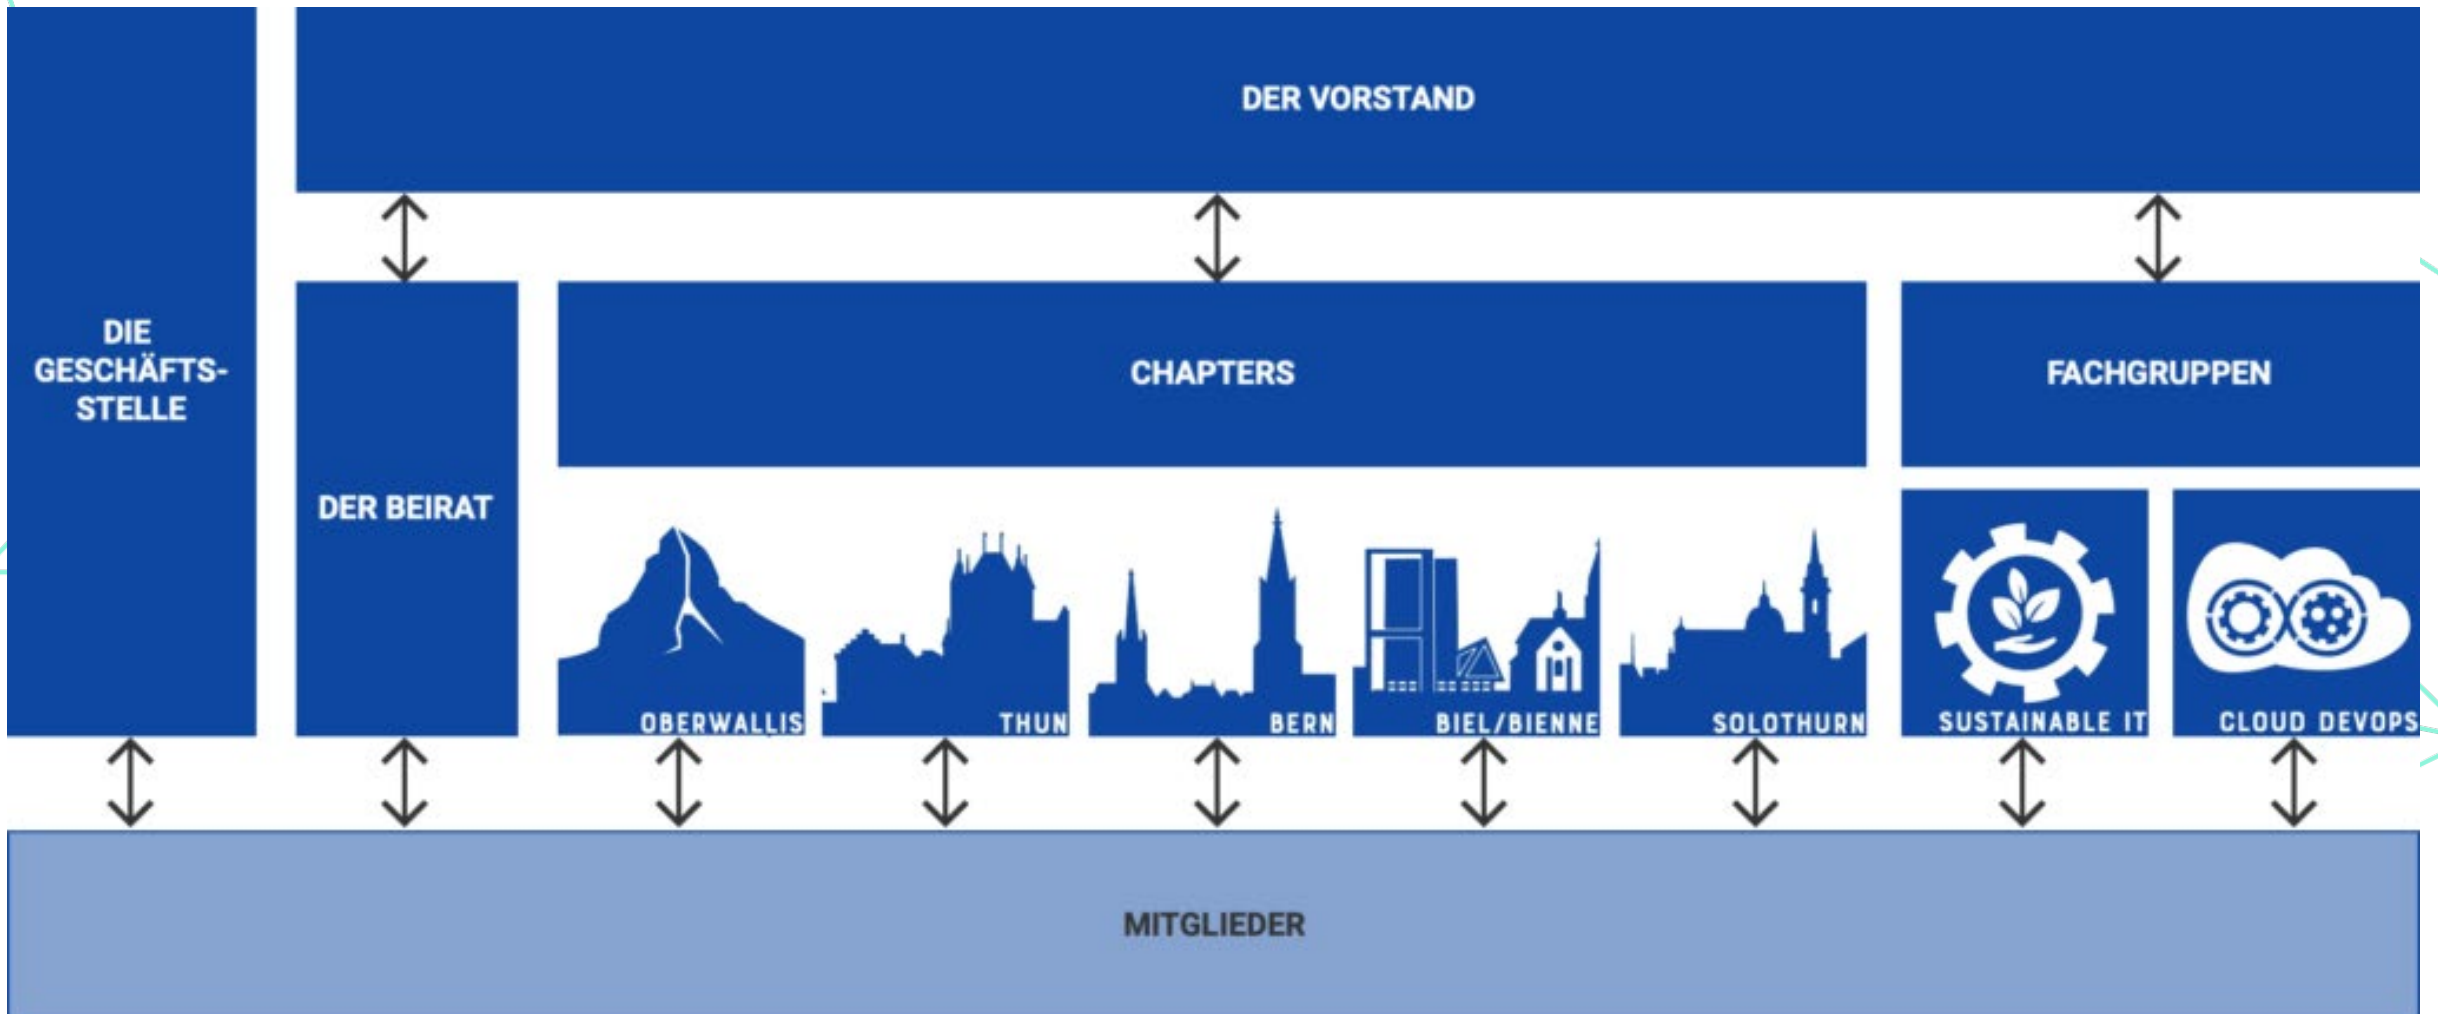 DER VORSTAND
DIE
GESCHÄFTS-
STELLE
DER BEIRAT
CHAPTERS
FACHGRUPPEN
OBERWALLIS
THUN
BERN
BIEL/BIENNE
SOLOTHURN
SUSTAINABLE IT
CLOUD DEVOPS
MITGLIEDER